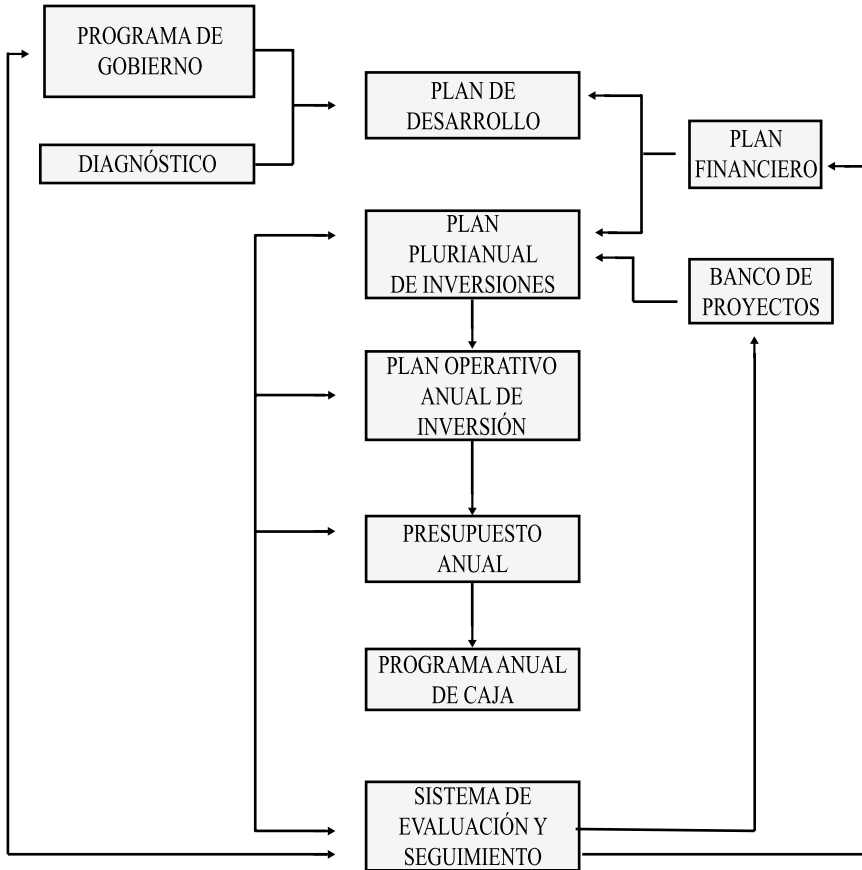 PROGRAMA DE
GOBIERNO
DIAGNÓSTICO
PLAN DE
DESARROLLO
PLAN
FINANCIERO
PLAN
PLURIANUAL
DE INVERSIONES
BANCO DE
PROYECTOS
PLAN OPERATIVO
ANUAL DE
INVERSIÓN
PRESUPUESTO
ANUAL
PROGRAMA ANUAL
DE CAJA
SISTEMA DE
EVALUACIÓN Y
SEGUIMIENTO